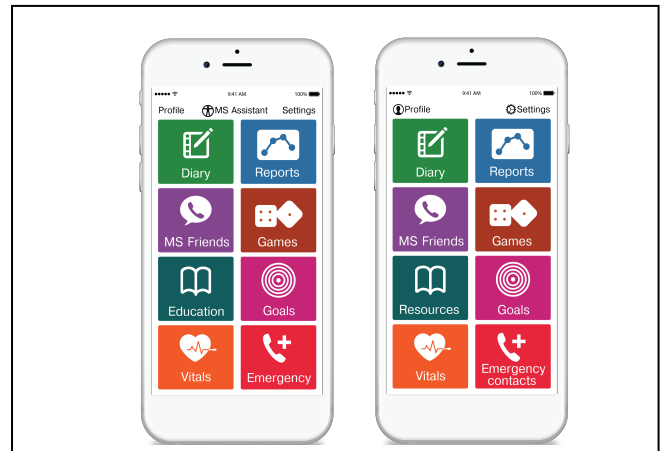 9:41 AM 100%
Profile MS Assistant Settings
Diary Reports
MS Friends Games
Education Goals
Vitals Emergency
9:41 AM 100%
Profile Settings
Diary Reports
MS Friends Games
Resources Goals
Vitals Emergency
contacts